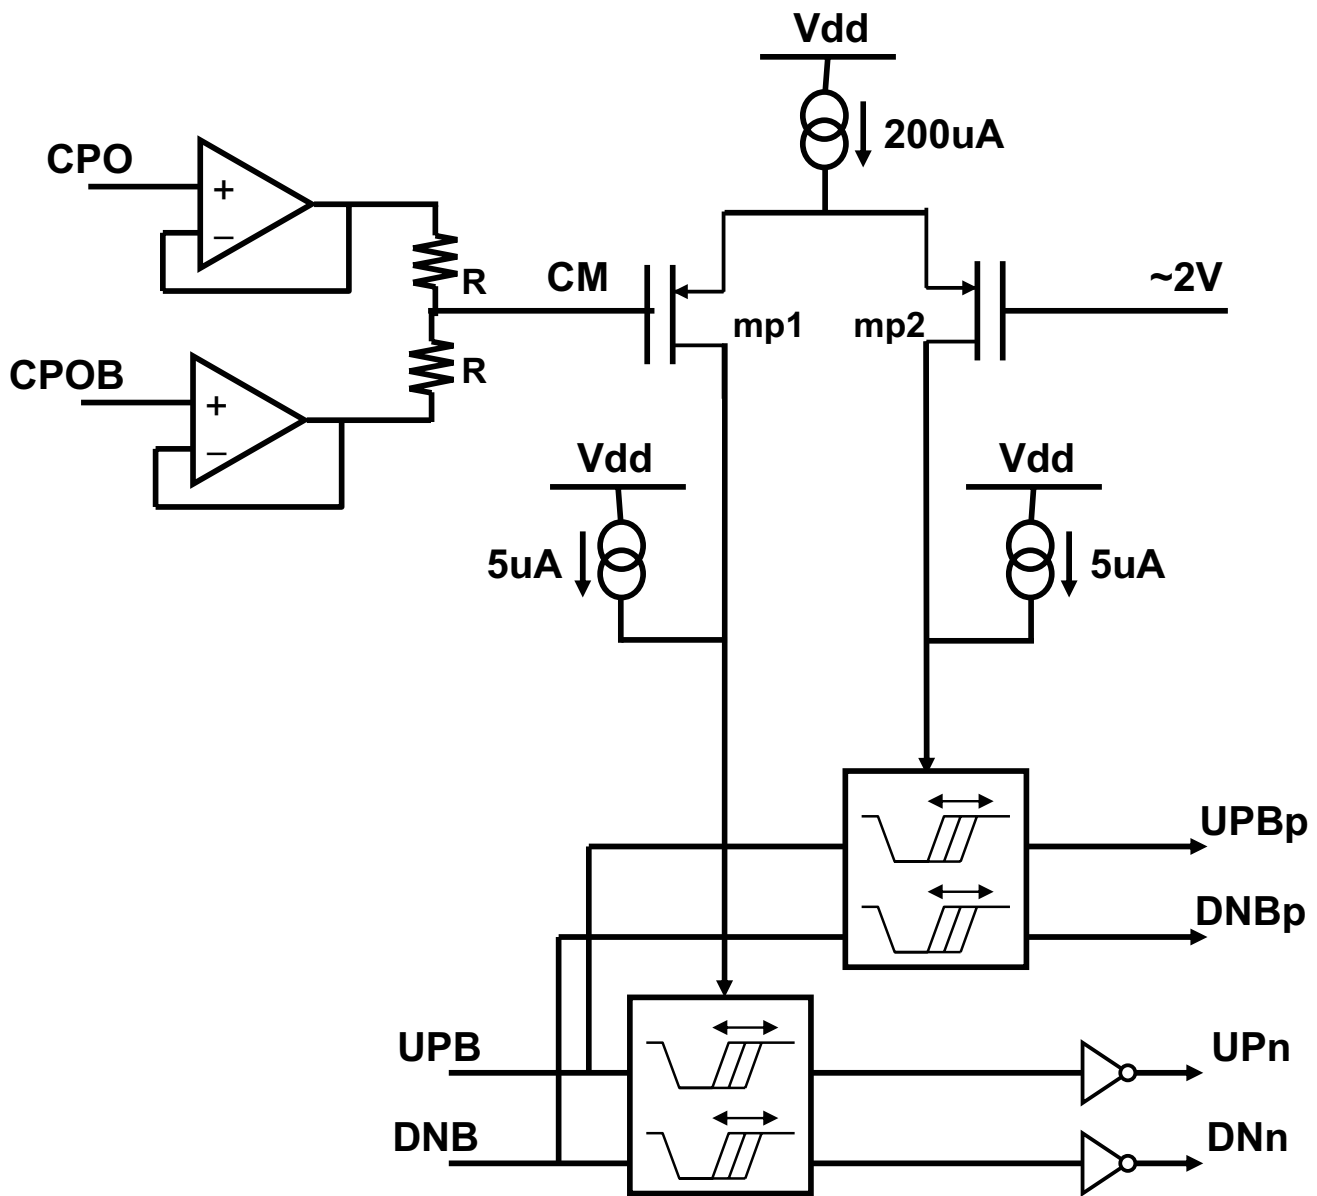 Vdd
200uA
CPO
+
–
R
CM
mp1
mp2
~2V
CPOB
+
–
R
Vdd
5uA
Vdd
5uA
UPBp
DNBp
UPB
UPn
DNB
DNn